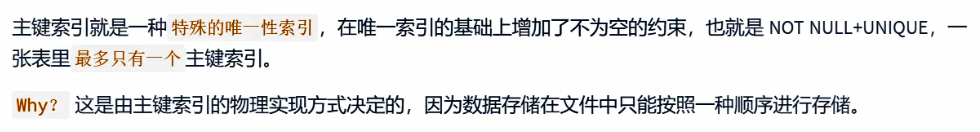 主键索引就是一种 特殊的唯一性索引，在唯一索引的基础上增加了不为空的约束，也就是 NOT NULL+UNIQUE，一
张表里最多只有一个主键索引。
Why？ 这是由主键索引的物理实现方式决定的，因为数据存储在文件中只能按照一种顺序进行存储。